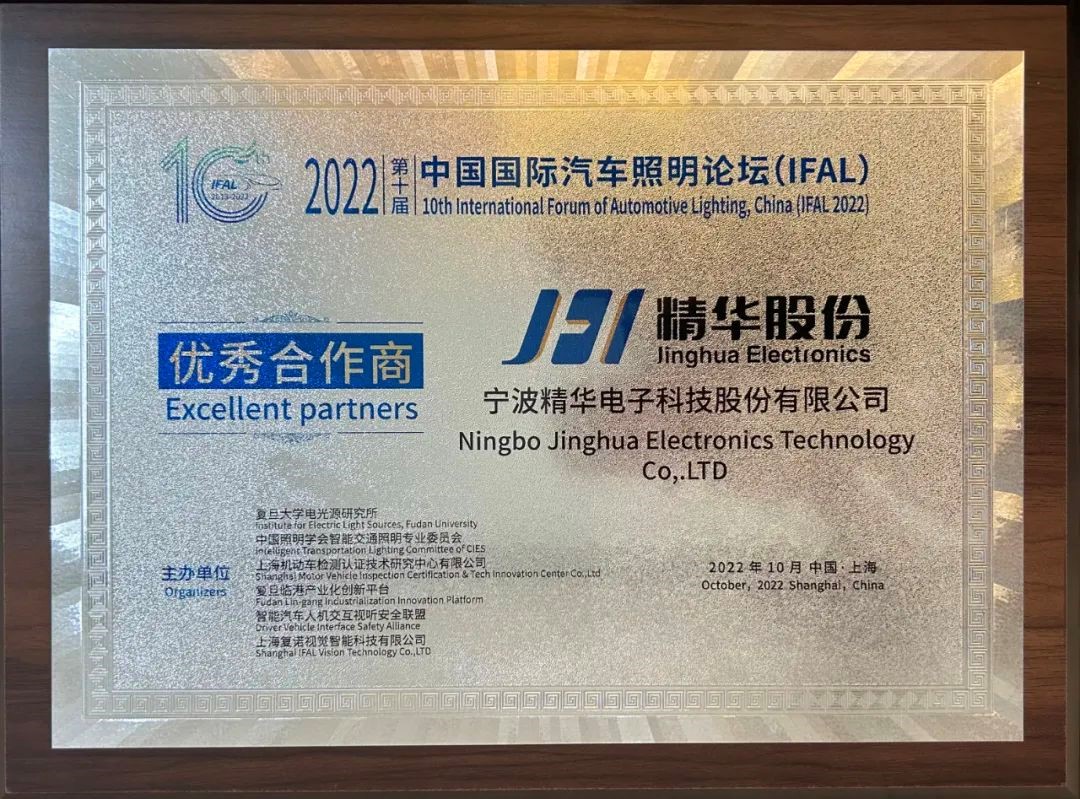 10
IFAL
2013-2022
2022 第十届 中国国际汽车照明论坛(IFAL)
10th International Forum of Automotive Lighting, China (IFAL 2022)
优秀合作商
Excellent partners
JHI 精华股份
Jinghua Electronics
宁波精华电子科技股份有限公司
Ningbo Jinghua Electronics Technology
Co,.LTD
主办单位
Organizers
复旦大学电光源研究所
Institute for Electric Light Sources, Fudan University
中国照明学会智能交通照明专业委员会
Intelligent Transportation Lighting Committee of CIES
上海机动车检测认证技术研究中心有限公司
Shanghai Motor Vehicle Inspection Certification & Tech Innovation Center Co.,Ltd
复旦临港产业化创新平台
Fudan Lin-gang Industrialization Innovation Platform
智能汽车人机交互视听安全联盟
Driver Vehicle Interface Safety Alliance
上海复诺视觉智能科技有限公司
Shanghai IFAL Vision Technology Co.,LTD
2022 年 10 月 中国 · 上海
October, 2022 Shanghai, China